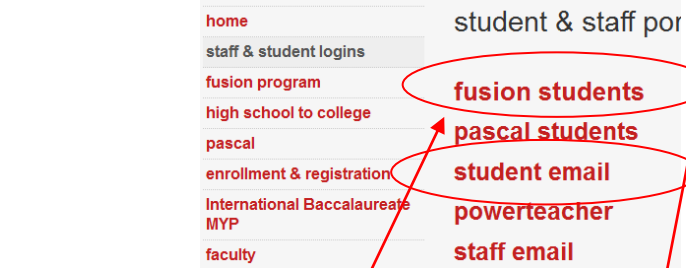 home
staff & student logins
fusion program
high school to college
pascal
enrollment & registration
International Baccalaureate
MYP
faculty
student & staff por
fusion students
pascal students
student email
powerteacher
staff email